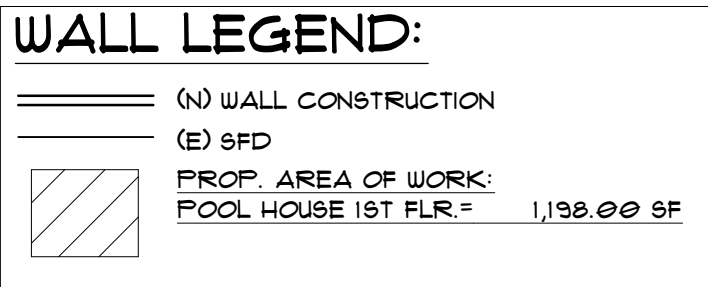 WALL LEGEND:
(N) WALL CONSTRUCTION
(E) SFD
PROP. AREA OF WORK:
POOL HOUSE 1ST FLR.= 1,198.00 SF